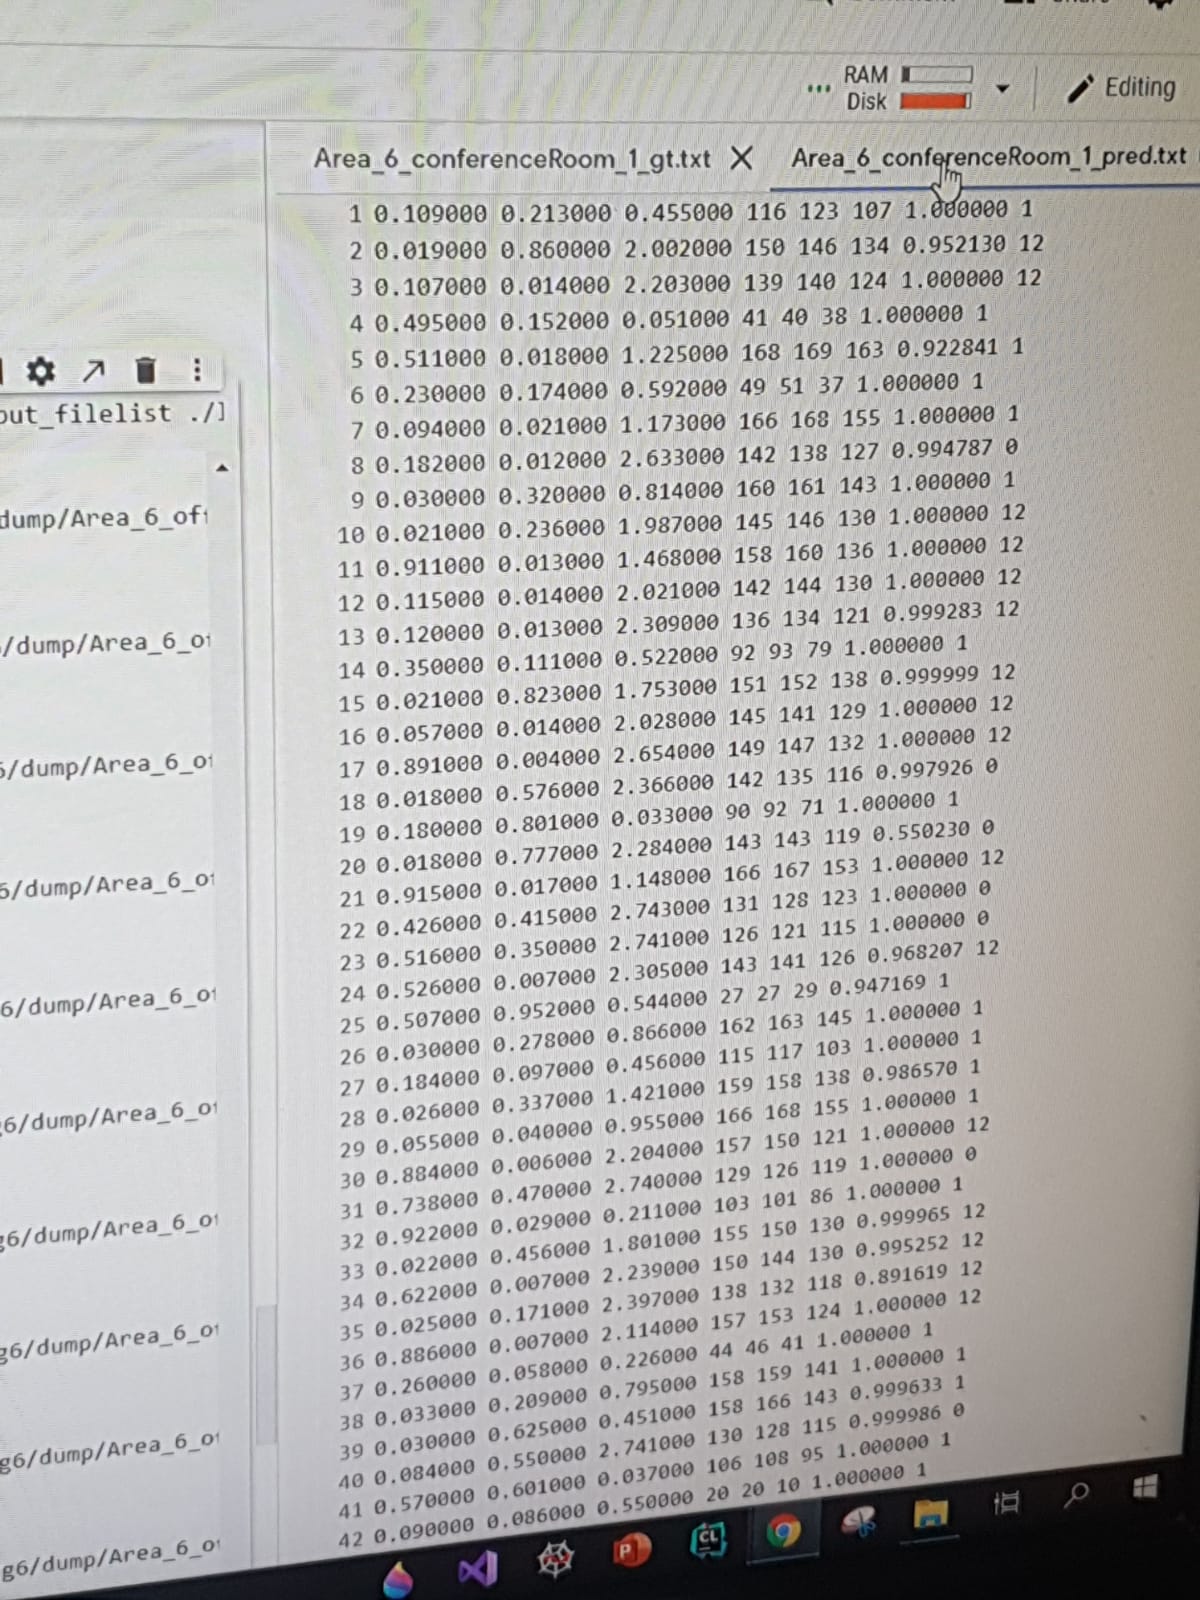 RAM
Disk
Editing
Area_6_conferenceRoom_1_gt.txt X Area_6_conferenceRoom_1_pred.txt
1 0.109000 0.213000 0.455000 116 123 107 1.000000 1
2 0.019000 0.860000 2.002000 150 146 134 0.952130 12
3 0.107000 0.014000 2.203000 139 140 124 1.000000 12
4 0.495000 0.152000 0.051000 41 40 38 1.000000 1
5 0.511000 0.018000 1.225000 168 169 163 0.922841 1
6 0.230000 0.174000 0.592000 49 51 37 1.000000 1
7 0.094000 0.021000 1.173000 166 168 155 1.000000 1
8 0.182000 0.012000 2.633000 142 138 127 0.994787 0
9 0.030000 0.320000 0.814000 160 161 143 1.000000 1
10 0.021000 0.236000 1.987000 145 146 130 1.000000 12
11 0.911000 0.013000 1.468000 158 160 136 1.000000 12
12 0.115000 0.014000 2.021000 142 144 130 1.000000 12
13 0.120000 0.013000 2.309000 136 134 121 0.999283 12
14 0.350000 0.111000 0.522000 92 93 79 1.000000 1
15 0.021000 0.823000 1.753000 151 152 138 0.999999 12
16 0.057000 0.014000 2.028000 145 141 129 1.000000 12
17 0.891000 0.004000 2.654000 149 147 132 1.000000 12
18 0.018000 0.576000 2.366000 142 135 116 0.997926 0
19 0.180000 0.801000 0.033000 90 92 71 1.000000 1
20 0.018000 0.777000 2.284000 143 143 119 0.550230 0
21 0.915000 0.017000 1.148000 166 167 153 1.000000 12
22 0.426000 0.415000 2.743000 131 128 123 1.000000 0
23 0.516000 0.350000 2.741000 126 121 115 1.000000 0
24 0.526000 0.007000 2.305000 143 141 126 0.968207 12
25 0.507000 0.952000 0.544000 27 27 29 0.947169 1
26 0.030000 0.278000 0.866000 162 163 145 1.000000 1
27 0.184000 0.097000 0.456000 115 117 103 1.000000 1
28 0.026000 0.337000 1.421000 159 158 138 0.986570 1
29 0.055000 0.040000 0.955000 166 168 155 1.000000 1
30 0.884000 0.006000 2.204000 157 150 121 1.000000 12
31 0.738000 0.470000 2.740000 129 126 119 1.000000 0
32 0.922000 0.029000 0.211000 103 101 86 1.000000 1
33 0.022000 0.456000 1.801000 155 150 130 0.999965 12
34 0.622000 0.007000 2.239000 150 144 130 0.995252 12
35 0.025000 0.171000 2.397000 138 132 118 0.891619 12
36 0.886000 0.007000 2.114000 157 153 124 1.000000 12
37 0.260000 0.058000 0.226000 44 46 41 1.000000 1
38 0.033000 0.209000 0.795000 158 159 141 1.000000 1
39 0.030000 0.625000 0.451000 158 166 143 0.999633 1
40 0.084000 0.550000 2.741000 130 128 115 0.999986 0
41 0.570000 0.601000 0.037000 106 108 95 1.000000 1
42 0.090000 0.086000 0.550000 20 20 10 1.000000 1
out_filelist ./]
dump/Area_6_of
/dump/Area_6_o
5/dump/Area_6_o
6/dump/Area_6_o
6/dump/Area_6_o
6/dump/Area_6_o
g6/dump/Area_6_o
g6/dump/Area_6_o
g6/dump/Area_6_o
g6/dump/Area_6_o
P
CL